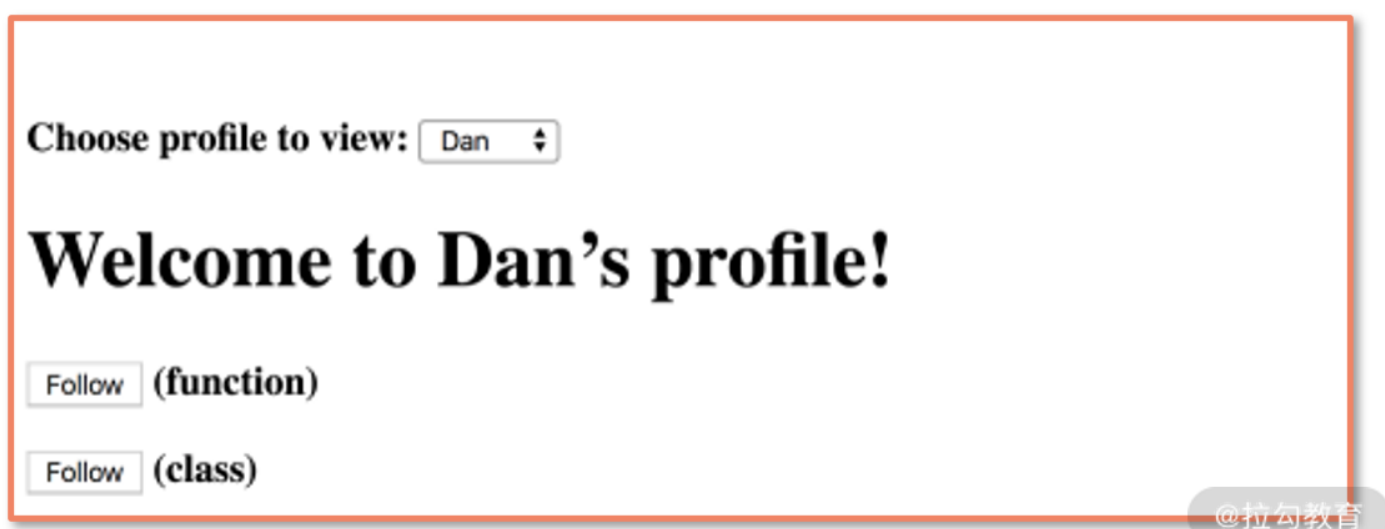 Choose profile to view: Dan
Welcome to Dan’s profile!
Follow (function)
Follow (class)
@拉勾教育